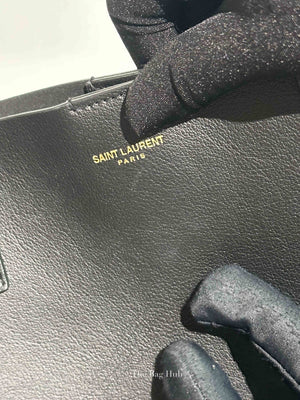 SAINT LAURENT
PARIS
The Bag Hub